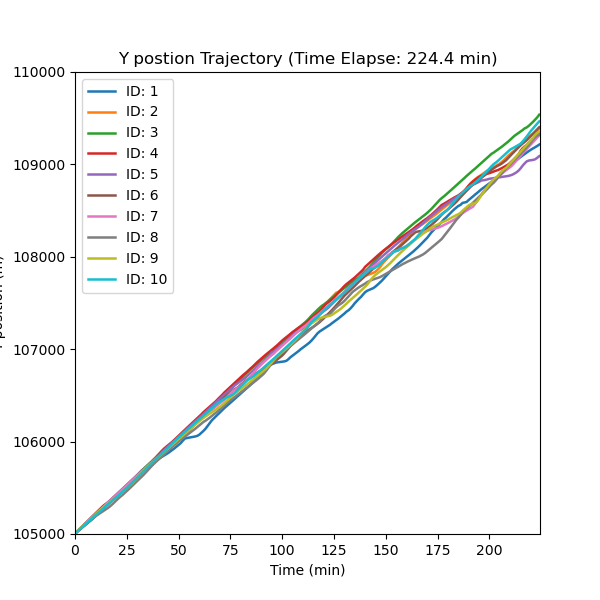 Y postion Trajectory (Time Elapse: 224.4 min)
110000
109000
108000
107000
106000
105000
ID: 1
ID: 2
ID: 3
ID: 4
ID: 5
ID: 6
ID: 7
ID: 8
ID: 9
ID: 10
0 25 50 75 100 125 150 175 200
Time (min)